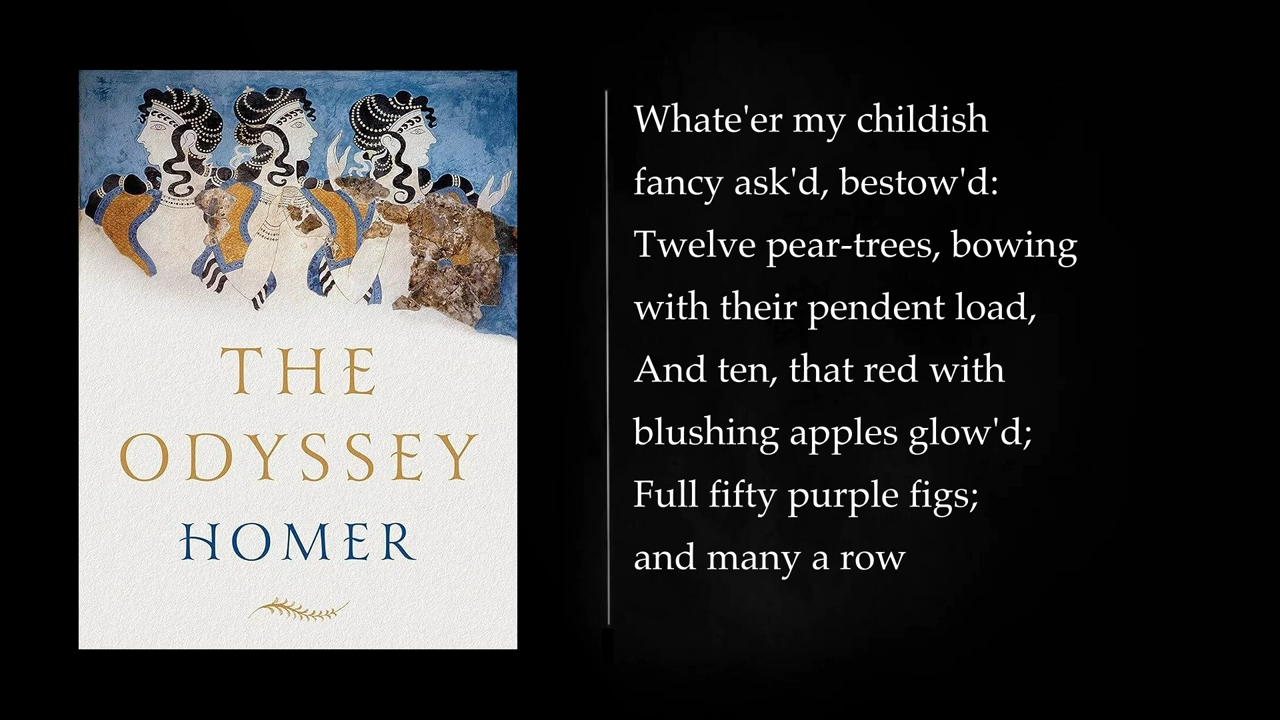 THE
ODYSSEY
HOMER
Whate'er my childish
fancy ask'd, bestow'd:
Twelve pear-trees, bowing
with their pendent load,
And ten, that red with
blushing apples glow'd;
Full fifty purple figs;
and many a row